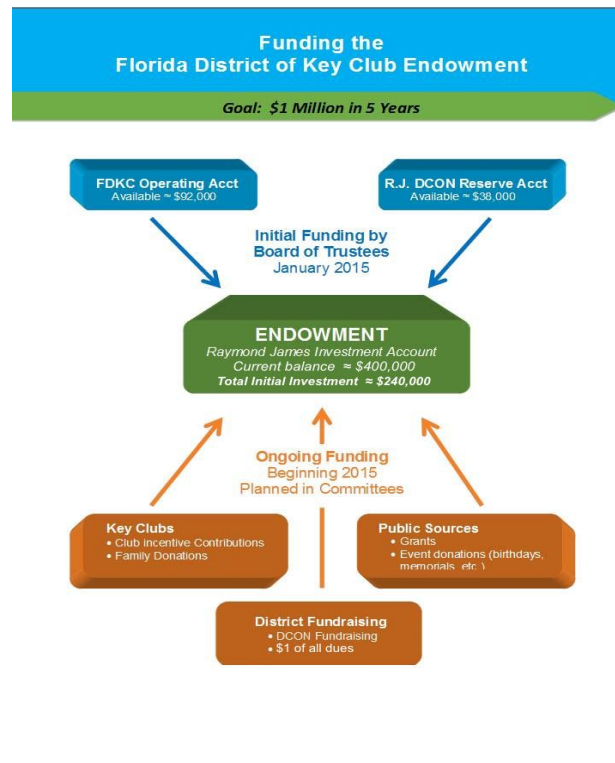 Funding the
Florida District of Key Club Endowment
Goal: $1 Million in 5 Years
FDKC Operating Acct
Available ~ $92,000
R.J. DCON Reserve Acct
Available ~ $38,000
Initial Funding by
Board of Trustees
January 2015
ENDOWMENT
Raymond James Investment Account
Current balance ≈ $400,000
Total Initial Investment ≈ $240,000
Ongoing Funding
Beginning 2015
Planned in Committees
Key Clubs
• Club incentive Contributions
• Family Donations
Public Sources
• Grants
• Event donations (birthdays,
memorials, etc.)
District Fundraising
• DCON Fundraising
• $1 of all dues